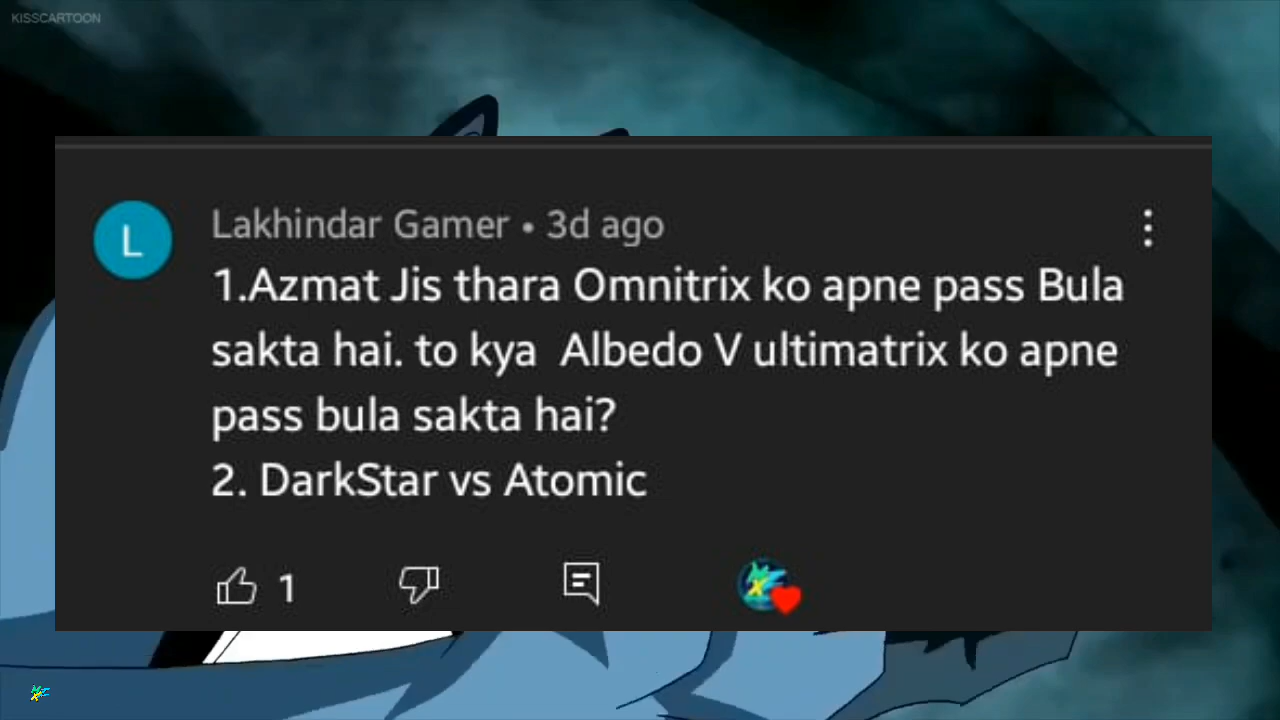 KISSCARTOON
L
Lakhindar Gamer • 3d ago
1.Azmat Jis thara Omnitrix ko apne pass Bula
sakta hai. to kya Albedo V ultimatrix ko apne
pass bula sakta hai?
2. DarkStar vs Atomic
1